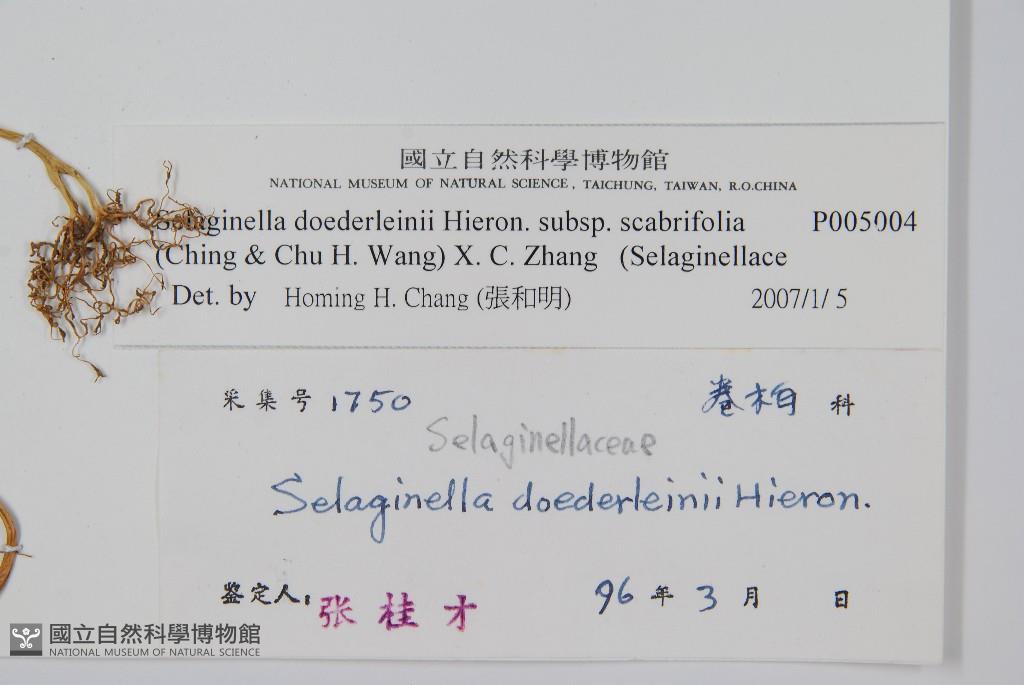 國立自然科學博物館
NATIONAL MUSEUM OF NATURAL SCIENCE, TAICHUNG, TAIWAN, R.O.CHINA
Selaginella doederleinii Hieron. subsp. scabrifolia P005004
(Ching & Chu H. Wang) X. C. Zhang (Selaginellace
Det. by Homing H. Chang (張和明) 2007/1/5
采集号 1750 卷柏 科
Selaginellaceae
Selaginella doederleinii Hieron.
鉴定人: 张桂才 96年3月 日
國立自然科學博物館
NATIONAL MUSEUM OF NATURAL SCIENCE